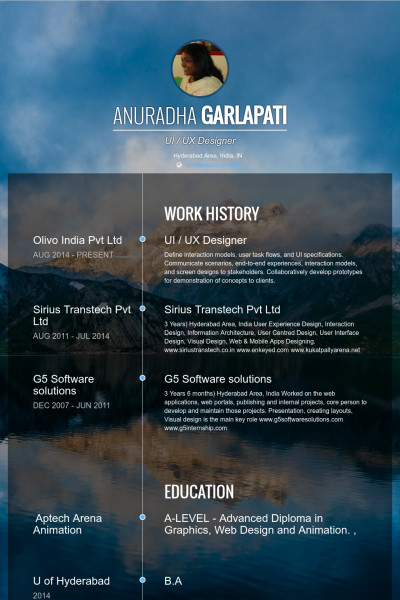 ANURADHA GARLAPATI
UI / UX Designer
Hyderabad Area, India, IN
WORK HISTORY
Olivo India Pvt Ltd
AUG 2014 - PRESENT
UI / UX Designer
Define interaction models, user task flows, and UI specifications.
Communicate scenarios, end-to-end experiences, interaction models,
and screen designs to stakeholders. Collaboratively develop prototypes
for demonstration of concepts to clients.
Sirius Transtech Pvt
Ltd
AUG 2011 - JUL 2014
Sirius Transtech Pvt Ltd
3 Years) Hyderabad Area, India User Experience Design, Interaction
Design, Information Architecture, User Centred Design, User Interface
Design, Visual Design, Web & Mobile Apps Designing.
www.siriustranstech.co.in www.enkeyed.com www.kukatpallyarena.net
G5 Software
solutions
DEC 2007 - JUN 2011
G5 Software solutions
3 Years 6 months) Hyderabad Area, India Worked on the web
applications, web portals, publishing and internal projects, core person to
develop and maintain those projects. Presentation, creating layouts,
Visual design is the main key role www.g5softwaresolutions.com
www.g5internship.com
EDUCATION
Aptech Arena
Animation
A-LEVEL - Advanced Diploma in
Graphics, Web Design and Animation. ,
U of Hyderabad
2014
B.A